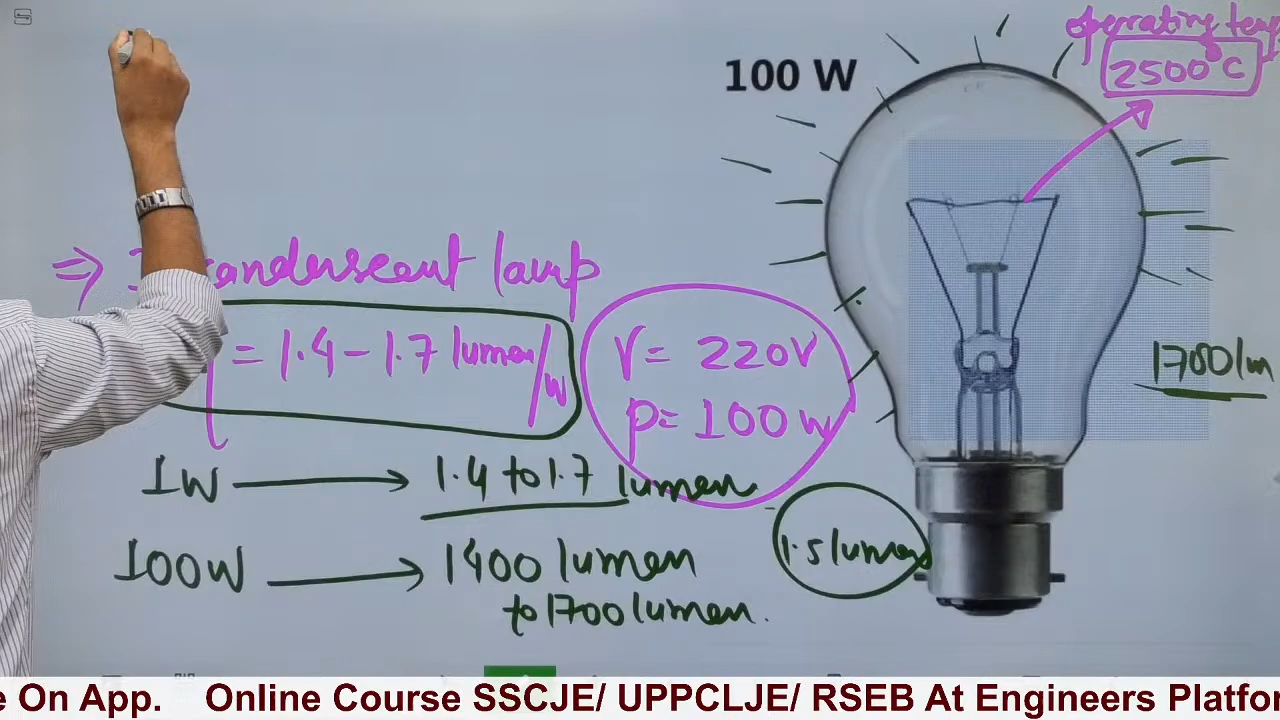 operating temp
100 W
2500°C
⇒ Incanderscent lamp
= 1.4 – 1.7 lumen/w
V = 220V
P = 100 W
1700 lm
1W → 1.4 to 1.7 lumen
1.5 lumen
100W → 1400 lumen
to 1700 lumen.
e On App. Online Course SSCJE/ UPPCLJE/ RSEB At Engineers Platfor